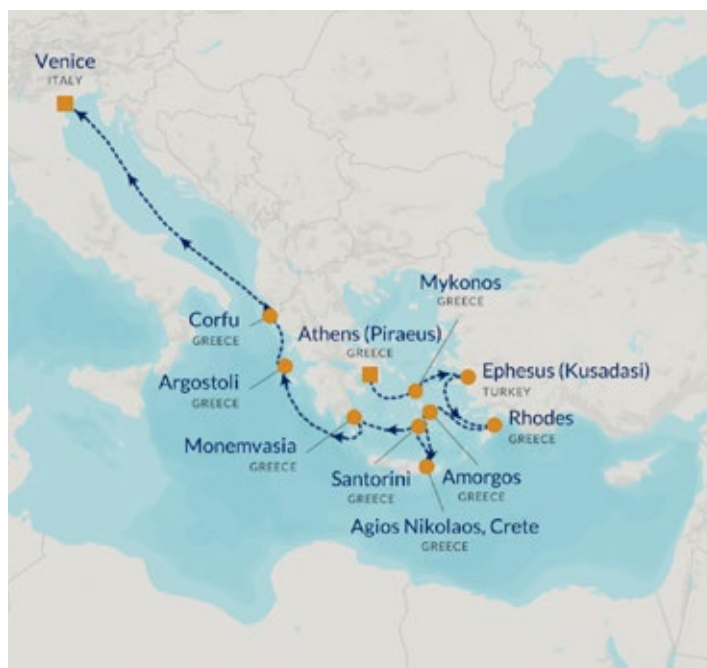 Venice
ITALY
Mykonos
GREECE
Corfu
GREECE
Athens (Piraeus)
GREECE
Ephesus (Kusadasi)
TURKEY
Argostoli
GREECE
Rhodes
GREECE
Monemvasia
GREECE
Santorini
GREECE
Amorgos
GREECE
Agios Nikolaos, Crete
GREECE